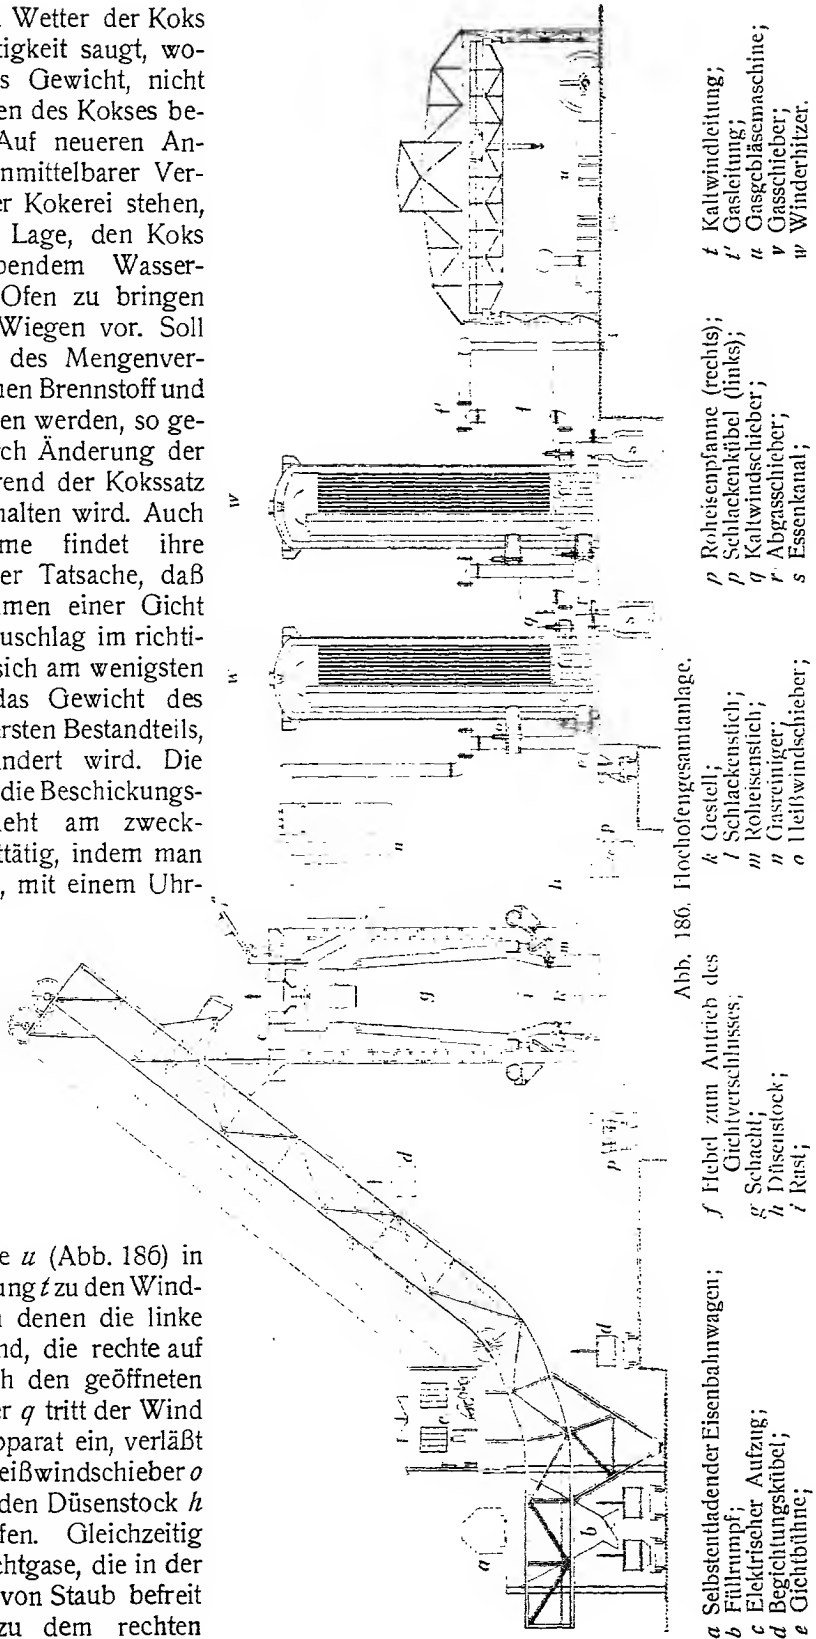 Wetter der Koks
tigkeit saugt, wo-
s Gewicht, nicht
en des Kokses be-
Auf neueren An-
nmittelbarer Ver-
er Kokerei stehen,
Lage, den Koks
bendem Wasser-
Ofen zu bringen
Wiegen vor. Soll
des Mengenver-
nen Brennstoff und
en werden, so ge-
rch Änderung der
rend der Kokssatz
halten wird. Auch
me findet ihre
er Tatsache, daß
men einer Gicht
uschlag im richti-
sich am wenigsten
das Gewicht des
ersten Bestandteils,
ndert wird. Die
die Beschickungs-
eht am zweck-
ttätig, indem man
, mit einem Uhr-
e u (Abb. 186) in
ung t zu den Wind-
n denen die linke
nd, die rechte auf
h den geöffneten
er q tritt der Wind
pparat ein, verläßt
eißwindschieber o
den Düsenstock h
fen. Gleichzeitig
chtgase, die in der
von Staub befreit
zu dem rechten
a
b
c
d
d
p
g
i
k
m
h
n
p
v
w
w
q
s
s
t
t'
u
Abb. 186. Hochofengesamtanlage.
a Selbstentladender Eisenbahnwagen;
b Füllrumpf;
c Elektrischer Aufzug;
d Begichtungskübel;
e Gichtbühne;
f Hebel zum Antrieb des
Gichtverschlusses;
g Schacht;
h Düsenstock;
i Rast;
k Gestell;
l Schlackenstich;
m Roheisenstich;
n Gasreiniger;
o Heißwindschieber;
p Roheisenpfanne (rechts);
p Schlackenkübel (links);
q Kaltwindschieber;
r Abgasschieber;
s Essenkanal;
t Kaltwindleitung;
t' Gasleitung;
u Gasgebläsemaschine;
v Gasschieber;
w Winderhitzer.